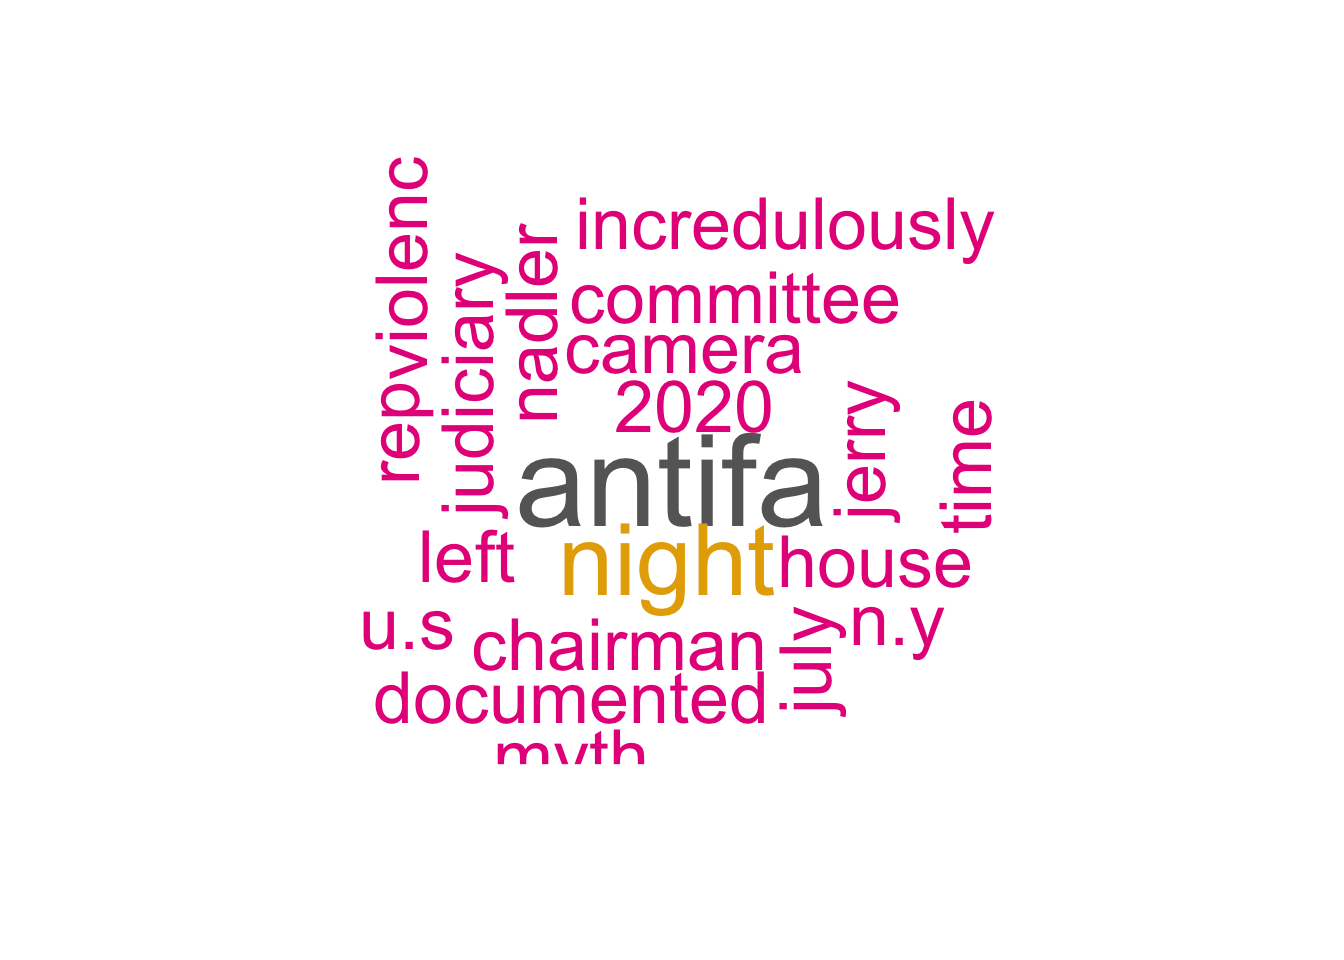 repviolenc
judiciary
nadler
incredulously
committee
camera
2020
antifa
jerry
time
left
night
house
u.s
chairman
july
n.y
documented
myth